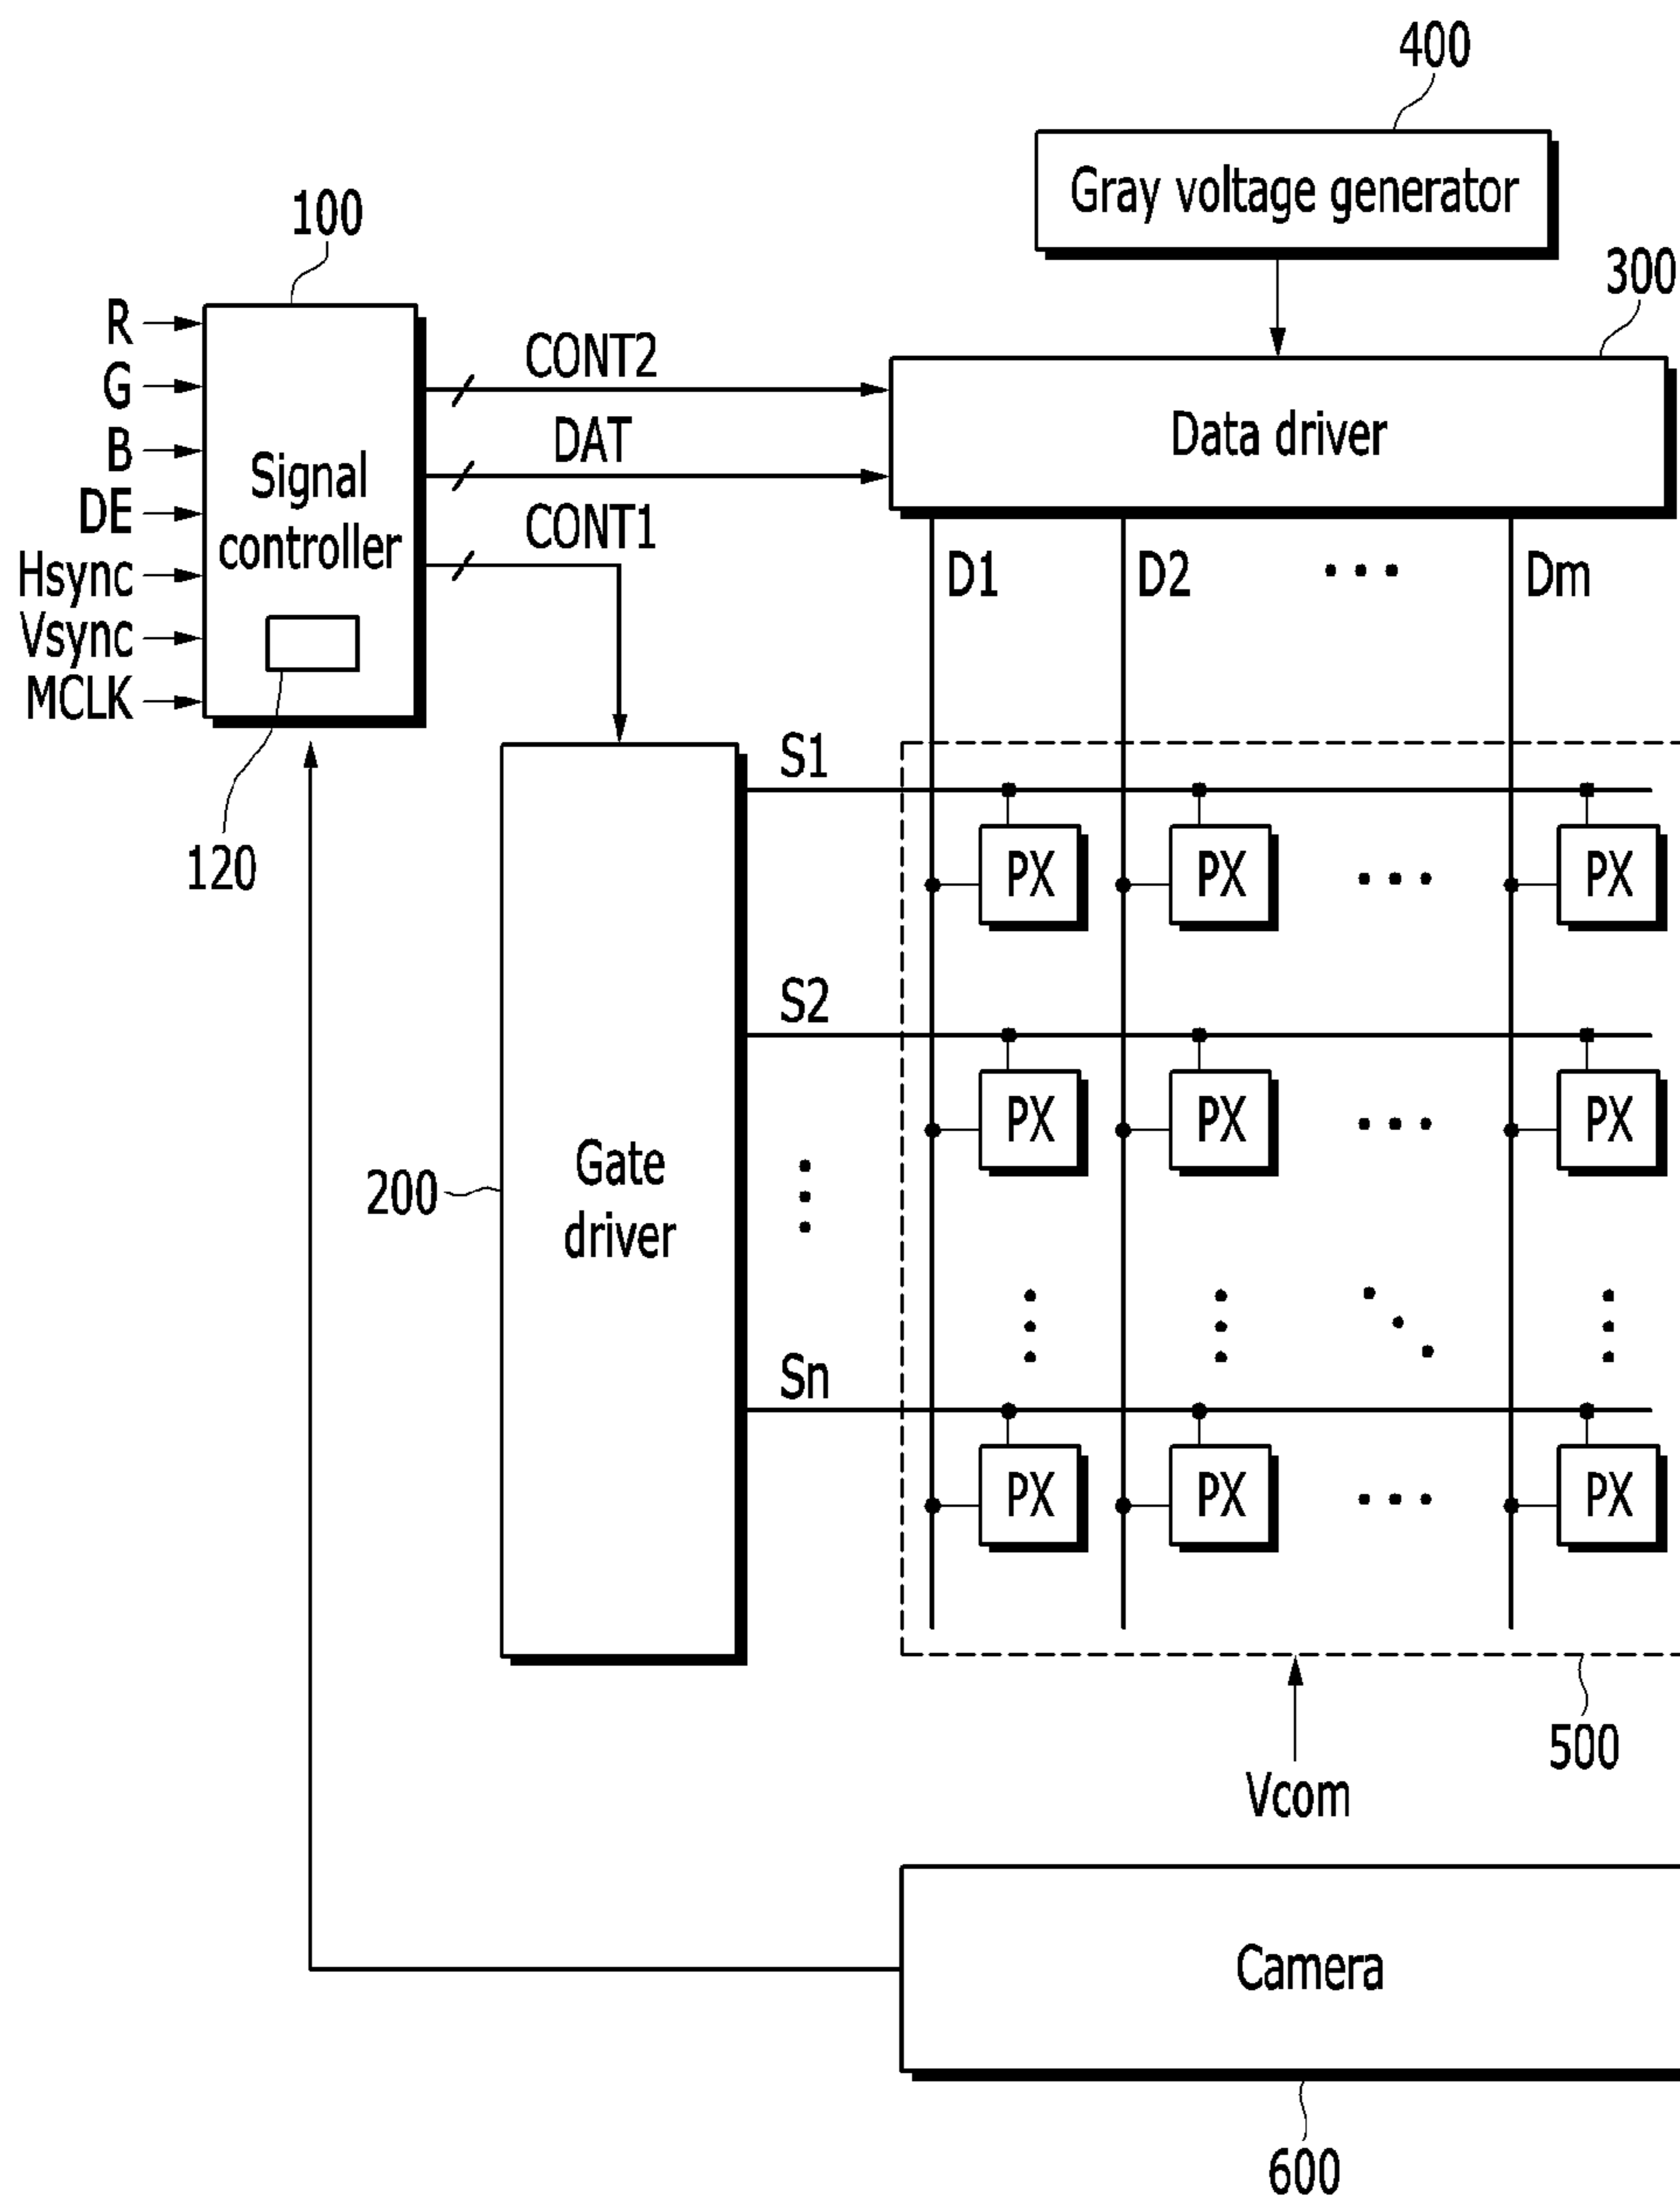 400
Gray voltage generator
100
300
R
G
B
DE
Hsync
Vsync
MCLK
Signal
controller
CONT2
DAT
CONT1
Data driver
D1 D2 ••• Dm
120
S1
PX PX ••• PX
S2
PX PX ••• PX
200
Gate
driver
Sn
PX PX ••• PX
500
Vcom
Camera
600